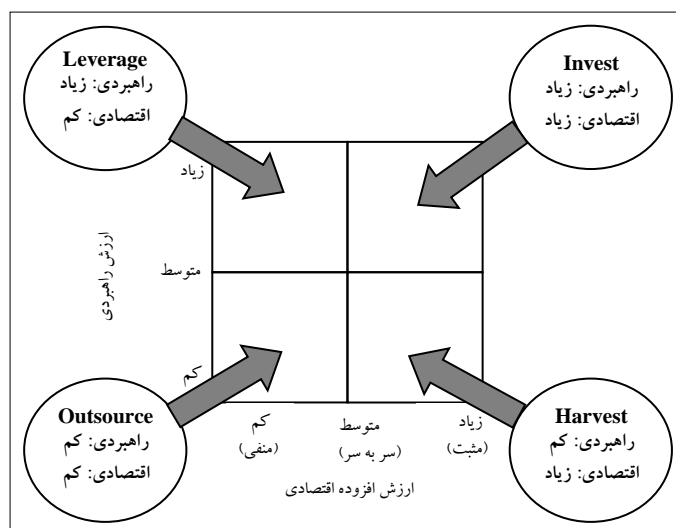 Leverage
راهبردی: زیاد
اقتصادی: کم
Invest
راهبردی: زیاد
اقتصادی: زیاد
زیاد
متوسط
کم
ارزش راهبردی
Outsource
راهبردی: کم
اقتصادی: کم
Harvest
راهبردی: کم
اقتصادی: زیاد
کم
(منفی)
متوسط
(سر به سر)
زیاد
(مثبت)
ارزش افزوده اقتصادی